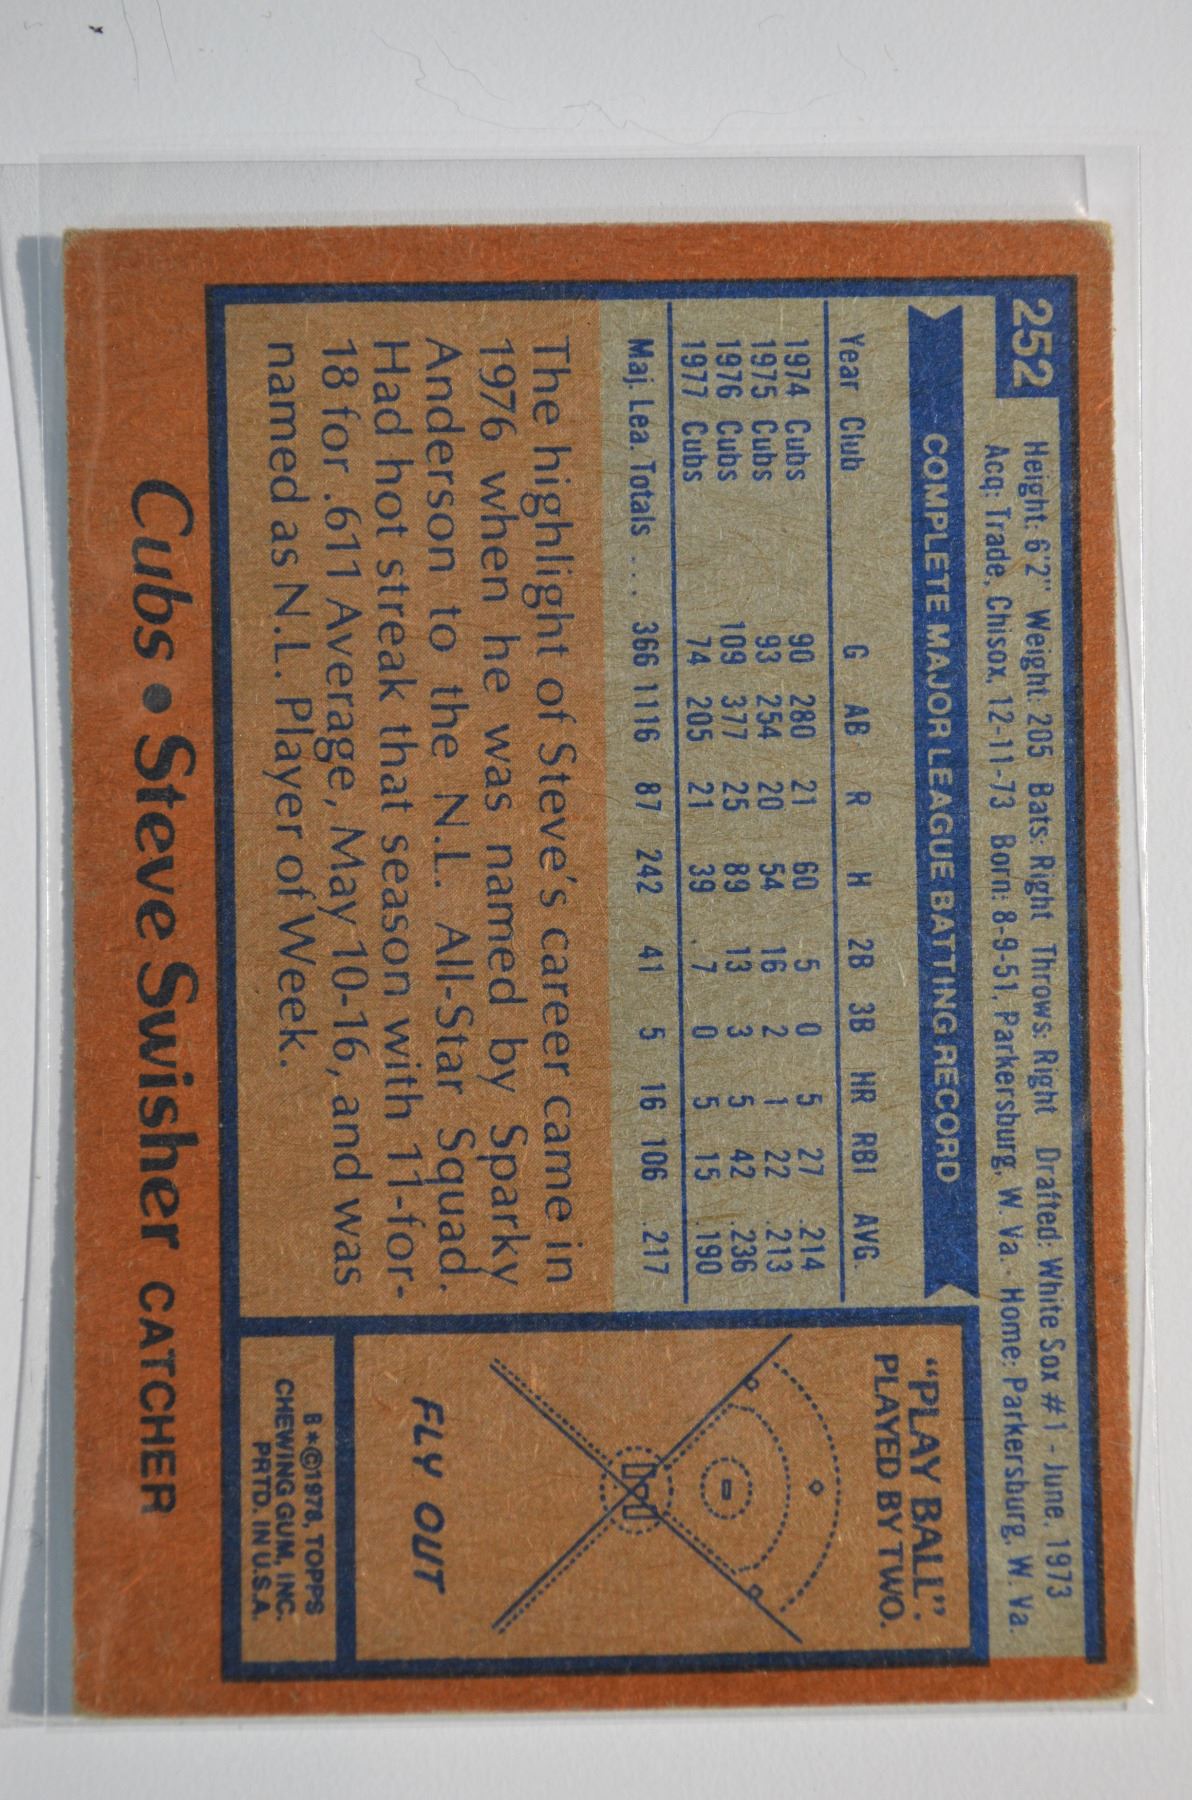 252
Height: 6'2" Weight: 205 Bats: Right Throws: Right Drafted: White Sox #1 - June, 1973
Acq: Trade, Chisox, 12-11-73 Born: 8-9-51, Parkersburg, W. Va. - Home: Parkersburg, W. Va.
COMPLETE MAJOR LEAGUE BATTING RECORD
Year Club G AB R H 2B 3B HR RBI AVG.
1974 Cubs 90 280 21 60 5 0 5 27 .214
1975 Cubs 93 254 20 54 16 2 1 22 .213
1976 Cubs 109 377 25 89 13 3 5 42 .236
1977 Cubs 74 205 21 39 7 0 5 15 .190
Maj. Lea. Totals ... 366 1116 87 242 41 5 16 106 .217
The highlight of Steve's career came in
1976 when he was named by Sparky
Anderson to the N.L. All-Star Squad.
Had hot streak that season with 11-for-
18 for .611 Average, May 10-16, and was
named as N.L. Player of Week.
"PLAY BALL".
PLAYED BY TWO.
FLY OUT
B*©1978, TOPPS
CHEWING GUM, INC.
PRTD. IN U.S.A.
Cubs • Steve Swisher CATCHER